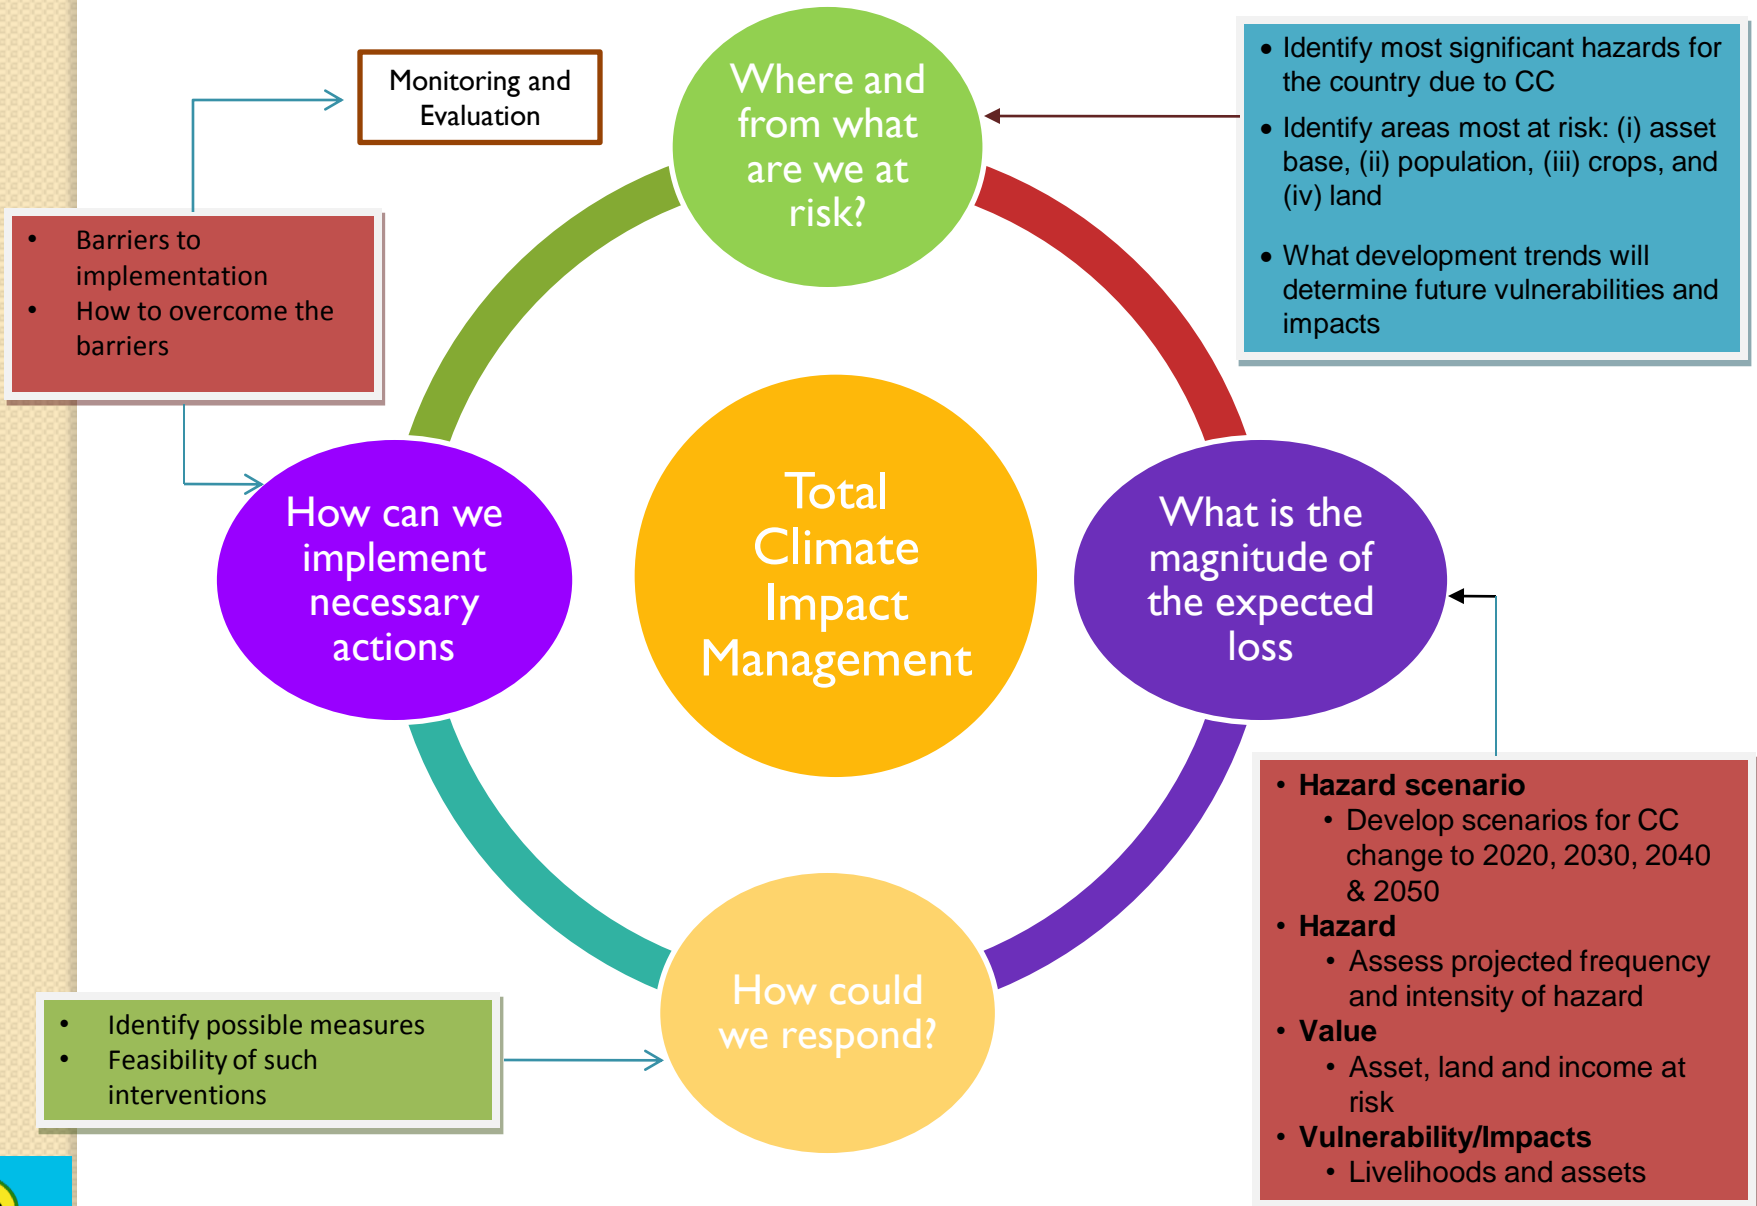 Monitoring and
Evaluation
Where and
from what
are we at
risk?
• Identify most significant hazards for
the country due to CC
• Identify areas most at risk: (i) asset
base, (ii) population, (iii) crops, and
(iv) land
• What development trends will
determine future vulnerabilities and
impacts
• Barriers to
implementation
• How to overcome the
barriers
How can we
implement
necessary
actions
Total
Climate
Impact
Management
What is the
magnitude of
the expected
loss
• Hazard scenario
• Develop scenarios for CC
change to 2020, 2030, 2040
& 2050
• Hazard
• Assess projected frequency
and intensity of hazard
• Value
• Asset, land and income at
risk
• Vulnerability/Impacts
• Livelihoods and assets
How could
we respond?
• Identify possible measures
• Feasibility of such
interventions